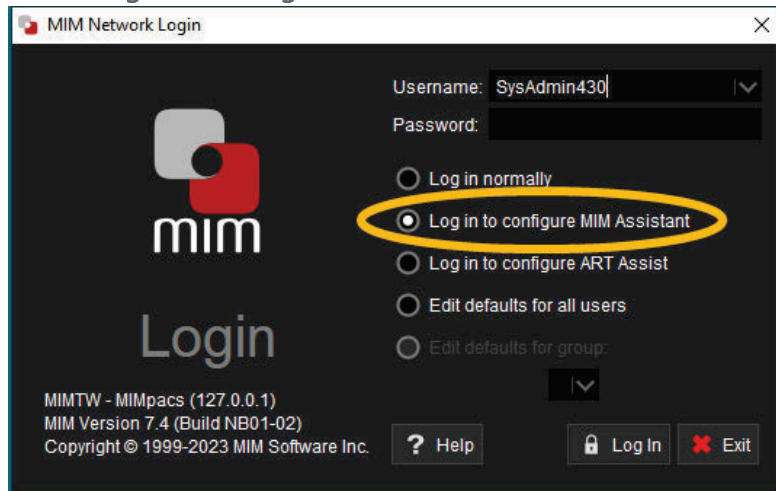 MIM Network Login
Username: SysAdmin430
Password:
Log in normally
Log in to configure MIM Assistant
Log in to configure ART Assist
Edit defaults for all users
Edit defaults for group:
mim
Login
MIMTW - MIMpacs (127.0.0.1)
MIM Version 7.4 (Build NB01-02)
Copyright © 1999-2023 MIM Software Inc.
? Help
Log In
Exit